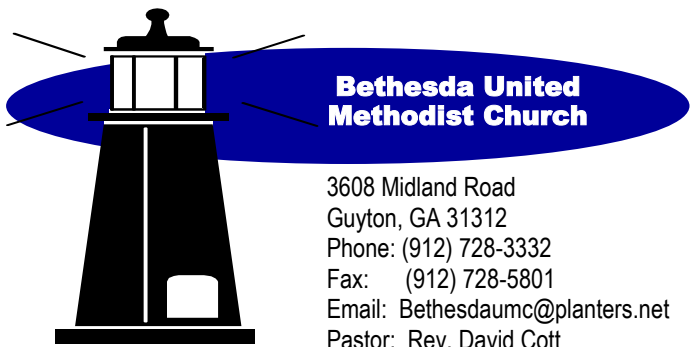 Bethesda United
Methodist Church
3608 Midland Road
Guyton, GA 31312
Phone: (912) 728-3332
Fax: (912) 728-5801
Email: Bethesdaumc@planters.net
Pastor: Rev. David Cott